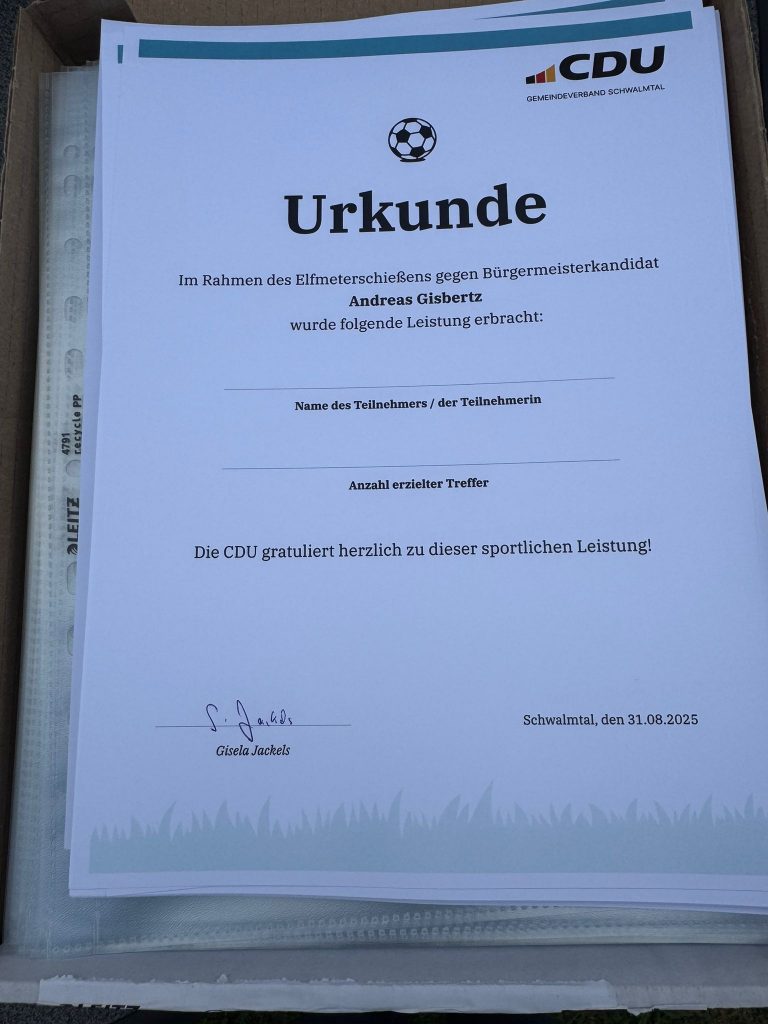 CDU
GEMEINDEVERBAND SCHWALMTAL
Urkunde
Im Rahmen des Elfmeterschießens gegen Bürgermeisterkandidat
Andreas Gisbertz
wurde folgende Leistung erbracht:
Name des Teilnehmers / der Teilnehmerin
Anzahl erzielter Treffer
Die CDU gratuliert herzlich zu dieser sportlichen Leistung!
G. Jackels
Gisela Jackels
Schwalmtal, den 31.08.2025
LEITZ
4791
recycle PP
LEITZ